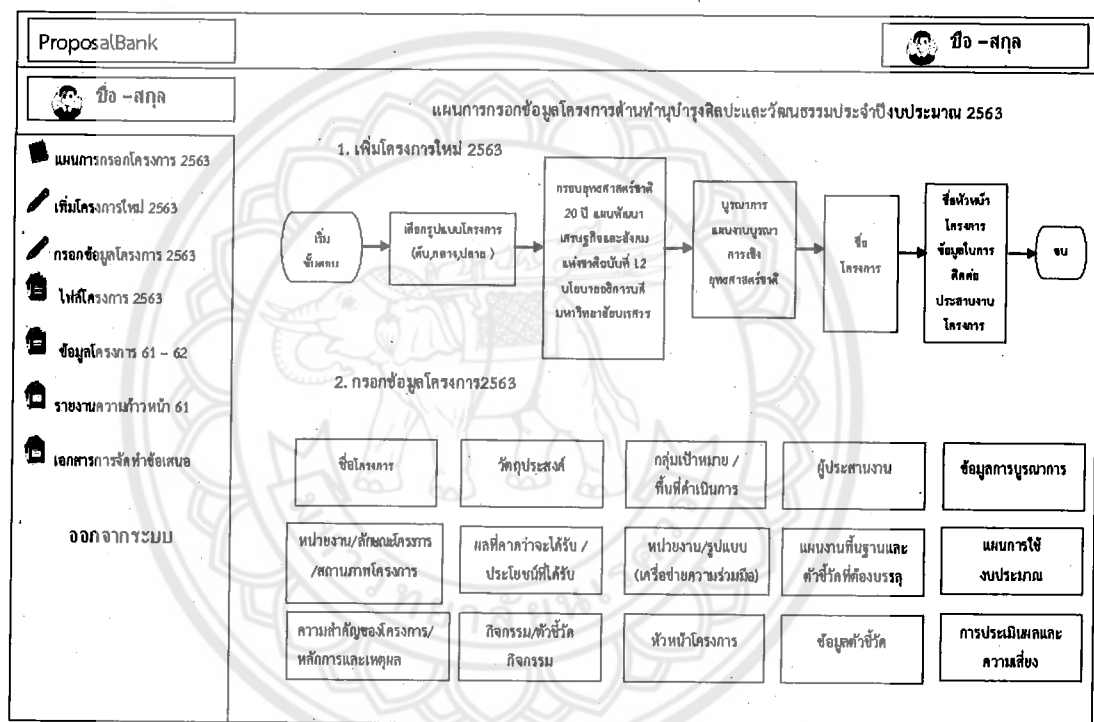 ProposalBank
ชื่อ -สกุล
ชื่อ -สกุล
แผนการกรอกโครงการ 2563
เพิ่มโครงการใหม่ 2563
กรอกข้อมูลโครงการ 2563
ไฟล์โครงการ 2563
ข้อมูลโครงการ 61 - 62
รายงานความก้าวหน้า 61
เอกสารการจัดทำข้อเสนอ
ออกจากระบบ
แผนการกรอกข้อมูลโครงการด้านทำนุบำรุงศิลปะและวัฒนธรรมประจำปีงบประมาณ 2563
1. เพิ่มโครงการใหม่ 2563
เริ่ม
ขั้นตอน
เลือกรูปแบบโครงการ
(ต้น,กลาง,ปลาย )
กรอบยุทธศาสตร์ชาติ
20 ปี แผนพัฒนา
เศรษฐกิจและสังคม
แห่งชาติฉบับที่ 12
นโยบายอธิการบดี
มหาวิทยาลัยนเรศวร
บูรณาการ
แผนงานบูรณา
การเชิง
ยุทธศาสตร์ชาติ
ชื่อ
โครงการ
ชื่อหัวหน้า
โครงการ
ข้อมูลในการ
ติดต่อ
ประสานงาน
โครงการ
จบ
2. กรอกข้อมูลโครงการ2563
ชื่อโครงการ
วัตถุประสงค์
กลุ่มเป้าหมาย /
พื้นที่ดำเนินการ
ผู้ประสานงาน
ข้อมูลการบูรณาการ
หน่วยงาน/ลักษณะโครงการ
/สถานภาพโครงการ
ผลที่คาดว่าจะได้รับ /
ประโยชน์ที่ได้รับ
หน่วยงาน/รูปแบบ
(เครือข่ายความร่วมมือ)
แผนงานพื้นฐานและ
ตัวชี้วัดที่ต้องบรรลุ
แผนการใช้
งบประมาณ
ความสำคัญของโครงการ/
หลักการและเหตุผล
กิจกรรม/ตัวชี้วัด
กิจกรรม
หัวหน้าโครงการ
ข้อมูลตัวชี้วัด
การประเมินผลและ
ความเสี่ยง